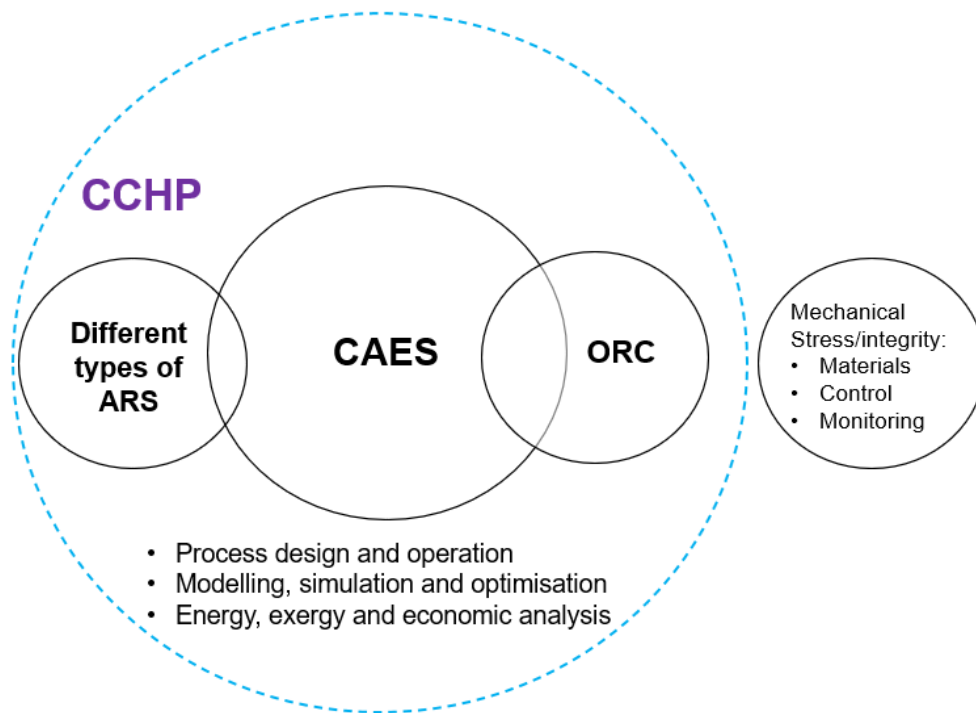 CCHP
Different
types of
ARS
CAES
ORC
Mechanical
Stress/integrity:
• Materials
• Control
• Monitoring
• Process design and operation
• Modelling, simulation and optimisation
• Energy, exergy and economic analysis